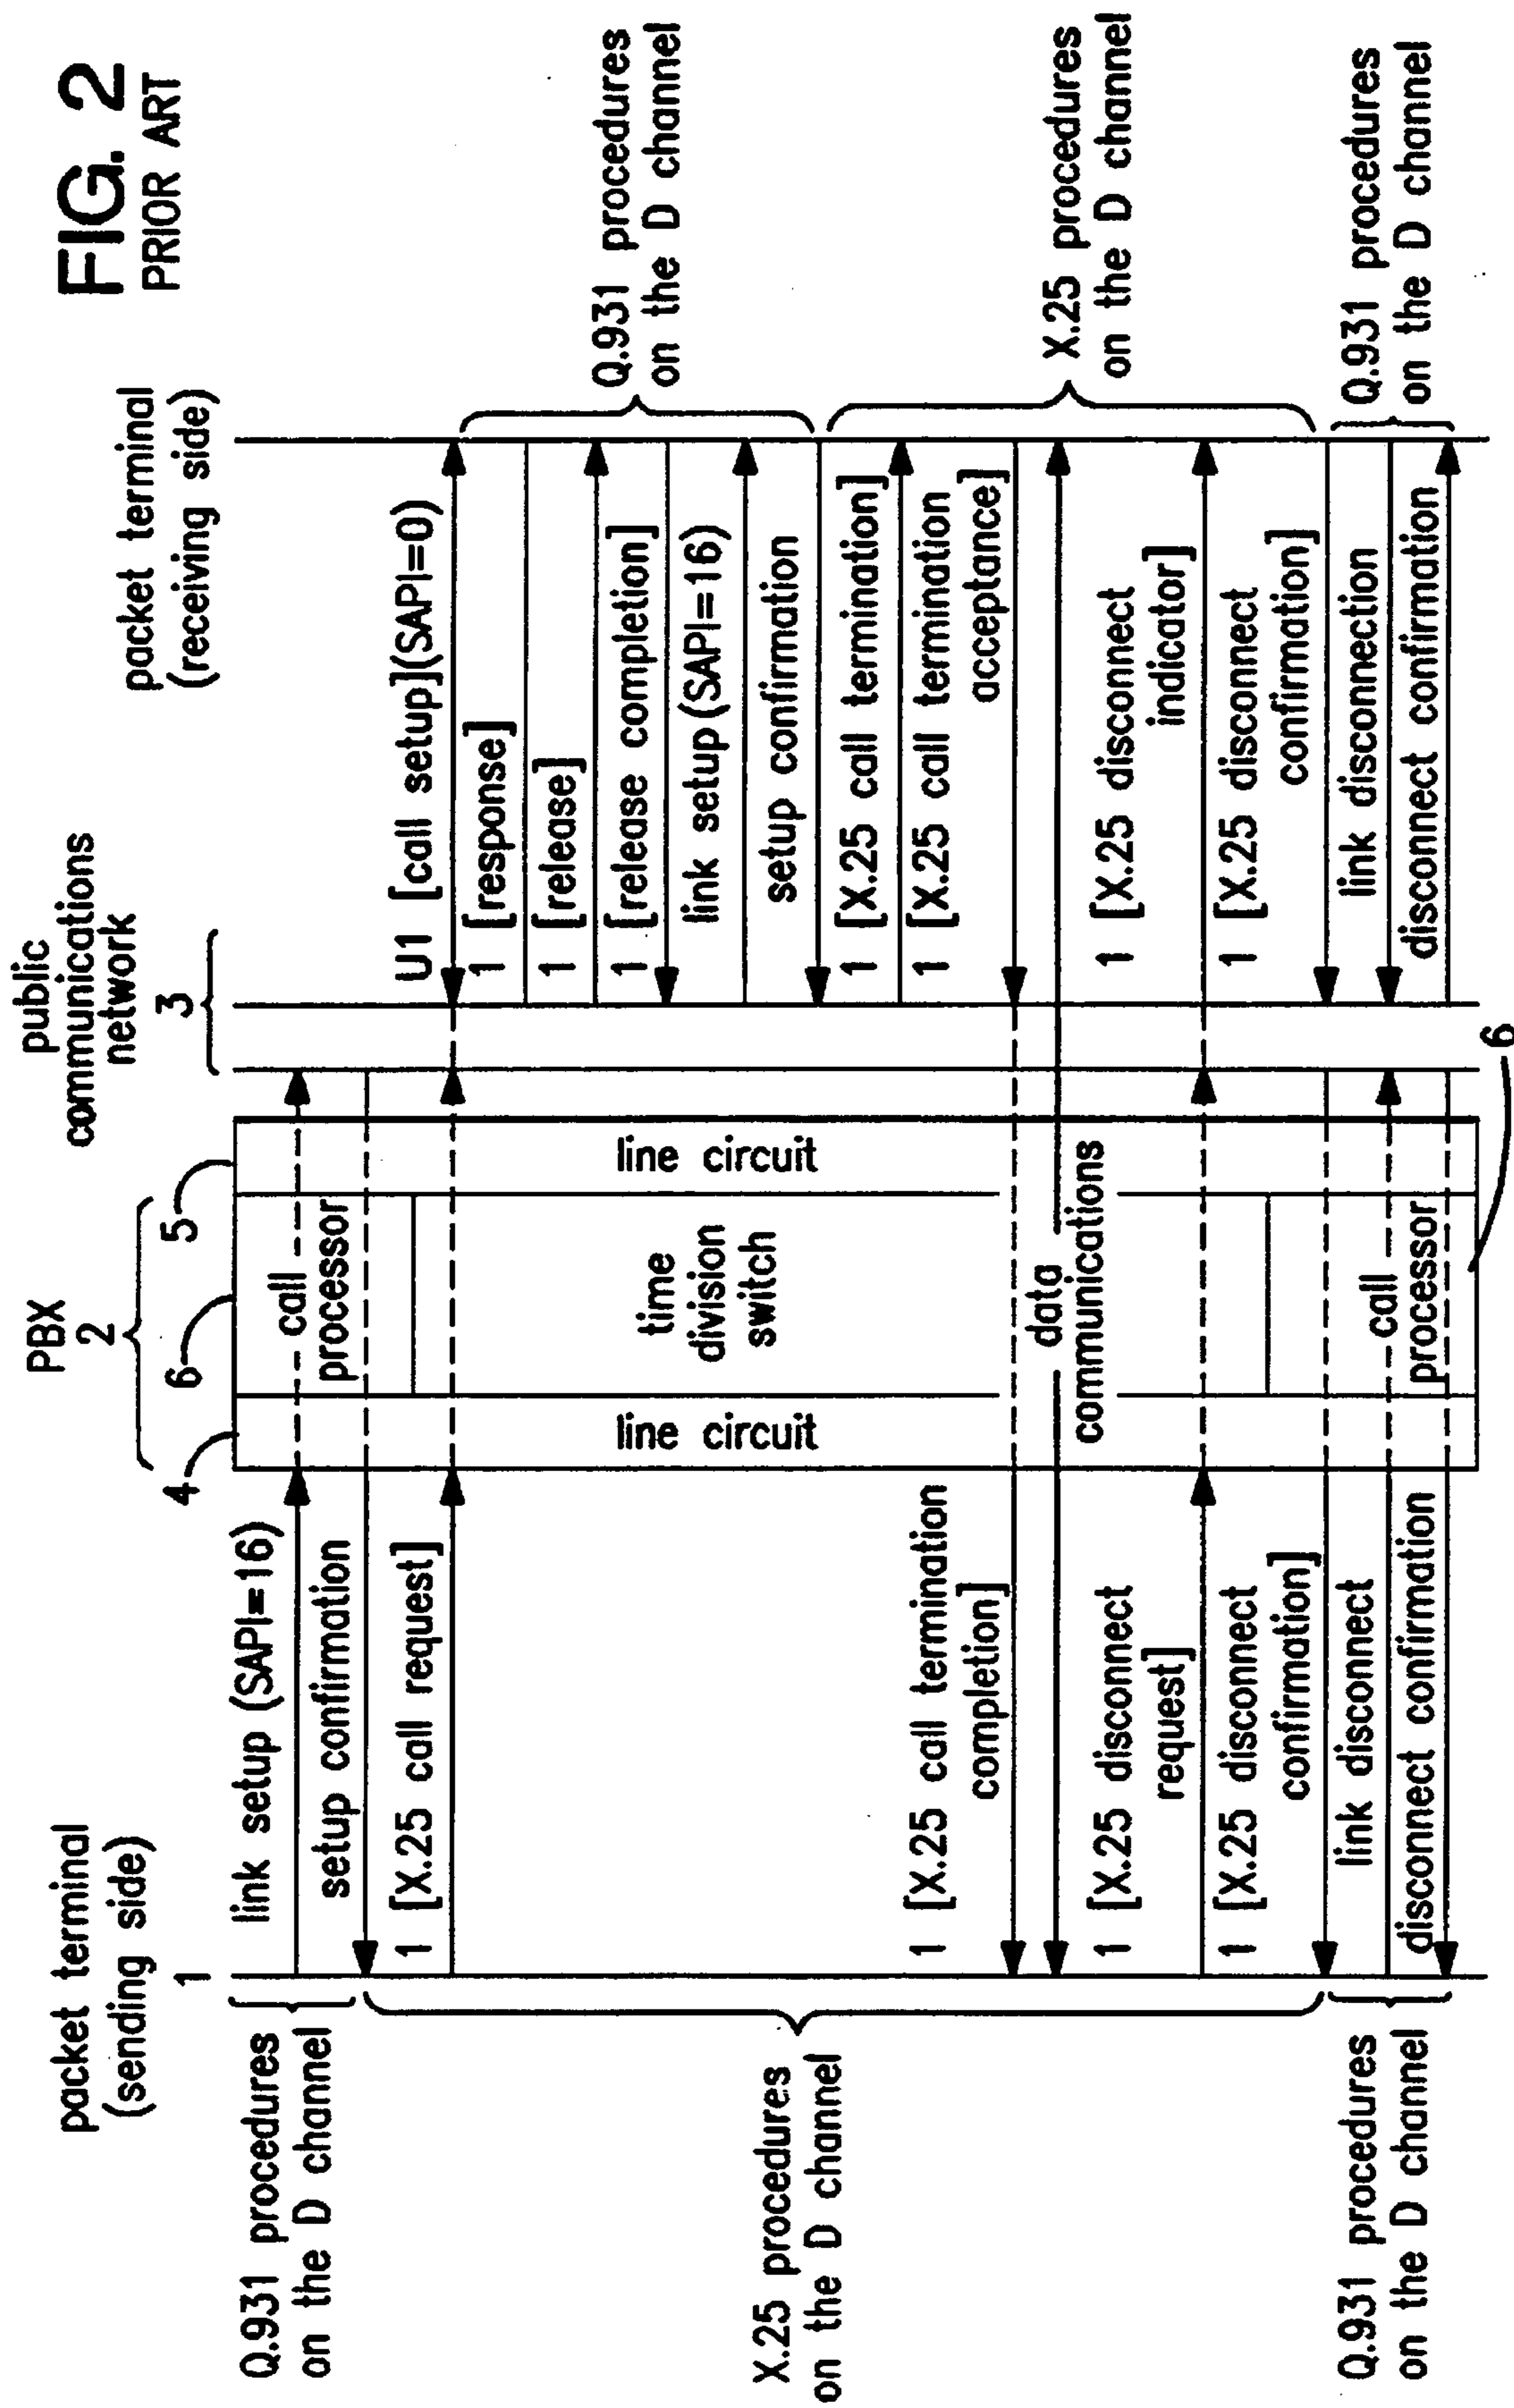 FIG. 2
PRIOR ART
packet terminal
(sending side)
1
PBX
2
4
6
5
public
communications
network
3
packet terminal
(receiving side)
Q.931 procedures
on the D channel
link setup (SAPI=16)
setup confirmation
1 [X.25 call request]
call
processor
line circuit
time
division
switch
line circuit
U1 [call setup](SAPI=0)
1 [response]
1 [release]
1 [release completion]
link setup (SAPI=16)
setup confirmation
Q.931 procedures
on the D channel
X.25 procedures
on the D channel
1 [X.25 call termination
completion]
1 [X.25 call termination]
1 [X.25 call termination
acceptance]
data
communications
X.25 procedures
on the D channel
1 [X.25 disconnect
request]
1 [X.25 disconnect
indicator]
1 [X.25 disconnect
confirmation]
1 [X.25 disconnect
confirmation]
Q.931 procedures
on the D channel
link disconnect
disconnect confirmation
call
processor
6
link disconnection
disconnect confirmation
Q.931 procedures
on the D channel